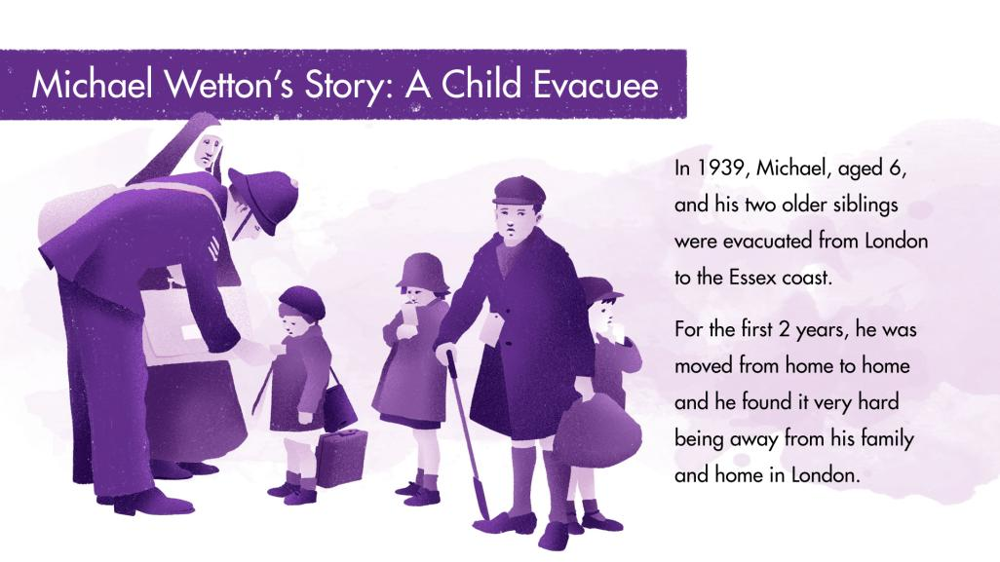 Michael Wetton’s Story: A Child Evacuee
In 1939, Michael, aged 6,
and his two older siblings
were evacuated from London
to the Essex coast.
For the first 2 years, he was
moved from home to home
and he found it very hard
being away from his family
and home in London.